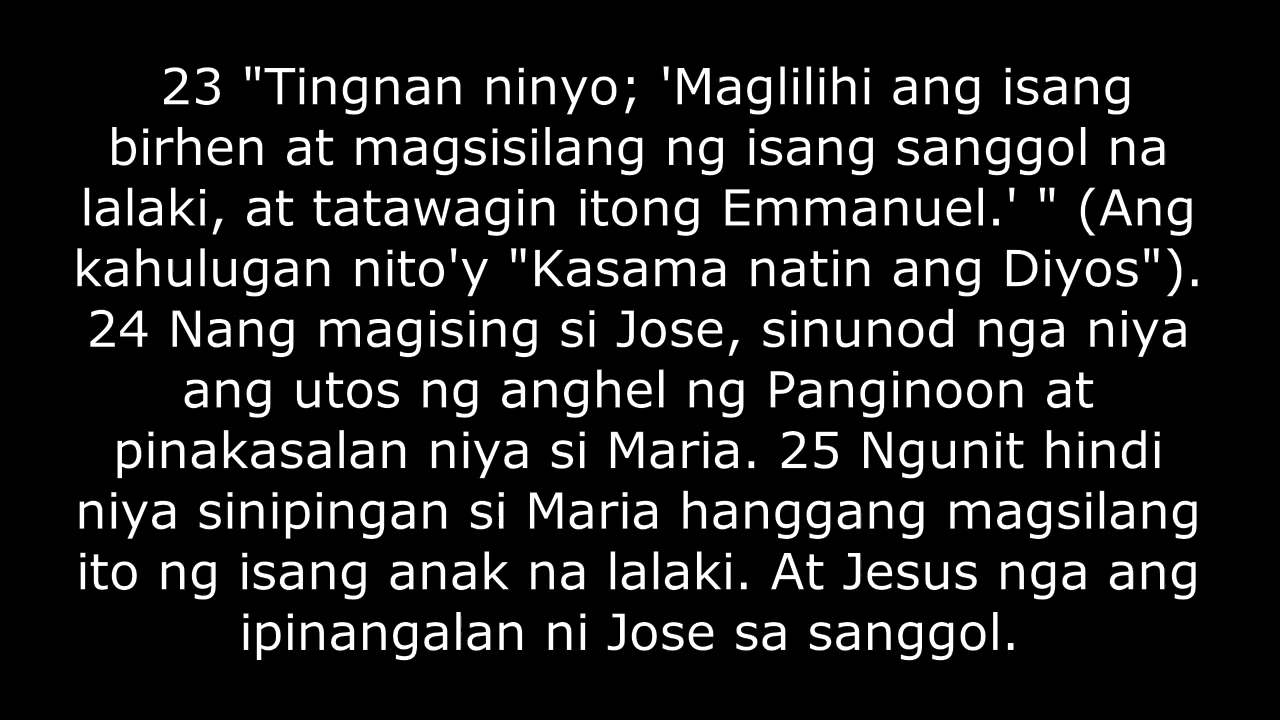 23 "Tingnan ninyo; 'Maglilihi ang isang
birhen at magsisilang ng isang sanggol na
lalaki, at tatawagin itong Emmanuel.' " (Ang
kahulugan nito'y "Kasama natin ang Diyos").
24 Nang magising si Jose, sinunod nga niya
ang utos ng anghel ng Panginoon at
pinakasalan niya si Maria. 25 Ngunit hindi
niya sinipingan si Maria hanggang magsilang
ito ng isang anak na lalaki. At Jesus nga ang
ipinangalan ni Jose sa sanggol.